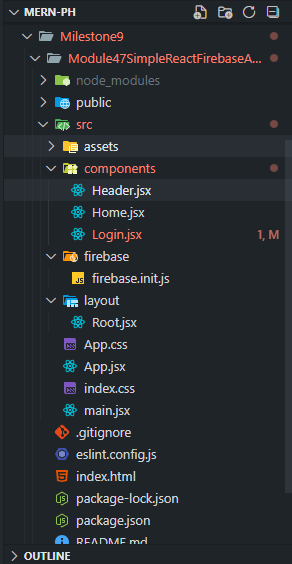 MERN-PH
Milestone9
Module47SimpleReactFirebaseA...
node_modules
public
src
assets
components
Header.jsx
Home.jsx
Login.jsx 1, M
firebase
JS firebase.init.js
layout
Root.jsx
App.css
App.jsx
index.css
main.jsx
.gitignore
eslint.config.js
index.html
package-lock.json
package.json
README.md
OUTLINE